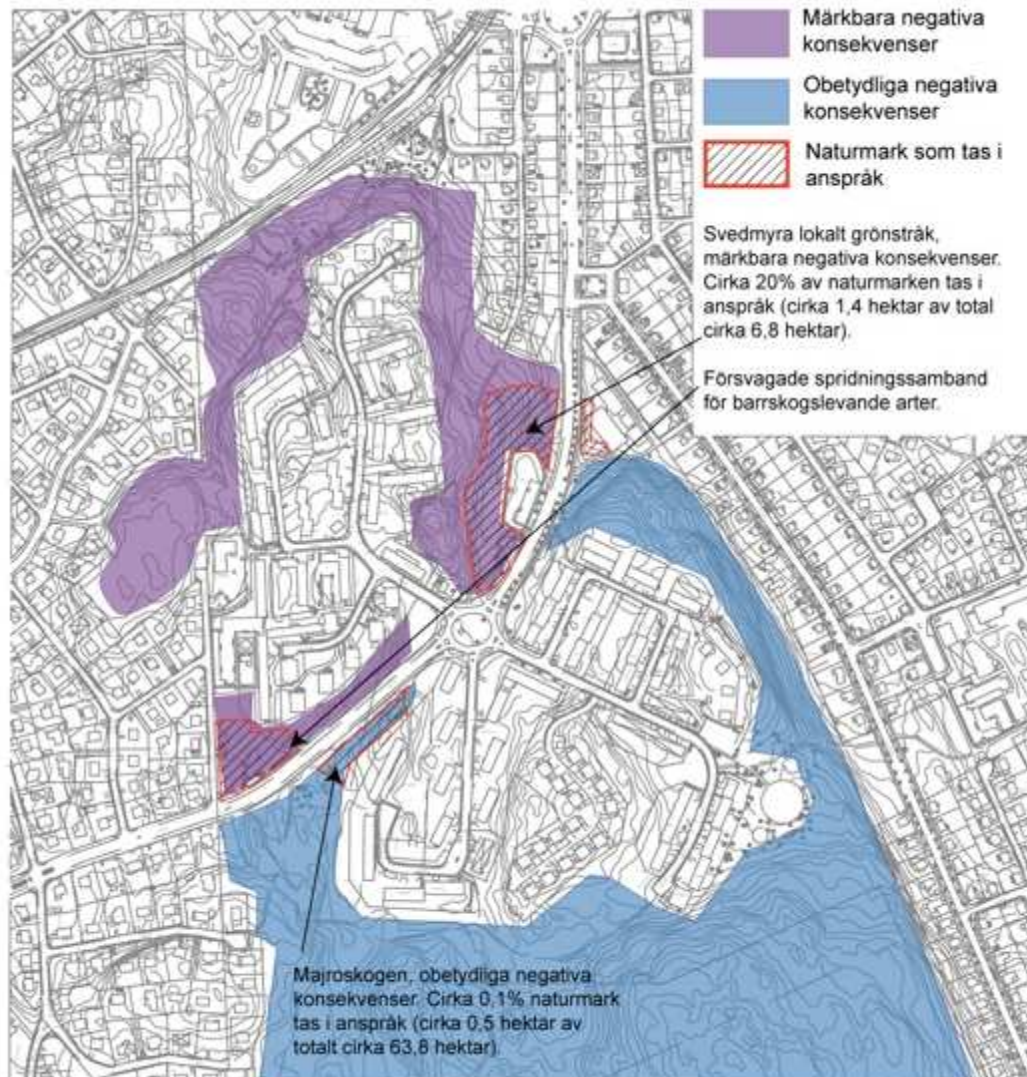 Märkbara negativa
konsekvenser
Obetydliga negativa
konsekvenser
Naturmark som tas i
anspråk
Svedmyra lokalt grönstråk,
märkbara negativa konsekvenser.
Cirka 20% av naturmarken tas i
anspråk (cirka 1,4 hektar av total
cirka 6,8 hektar).
Försvagade spridningssamband
för barrskogslevande arter.
Majroskogen, obetydliga negativa
konsekvenser. Cirka 0,1% naturmark
tas i anspråk (cirka 0,5 hektar av
totalt cirka 63,8 hektar).